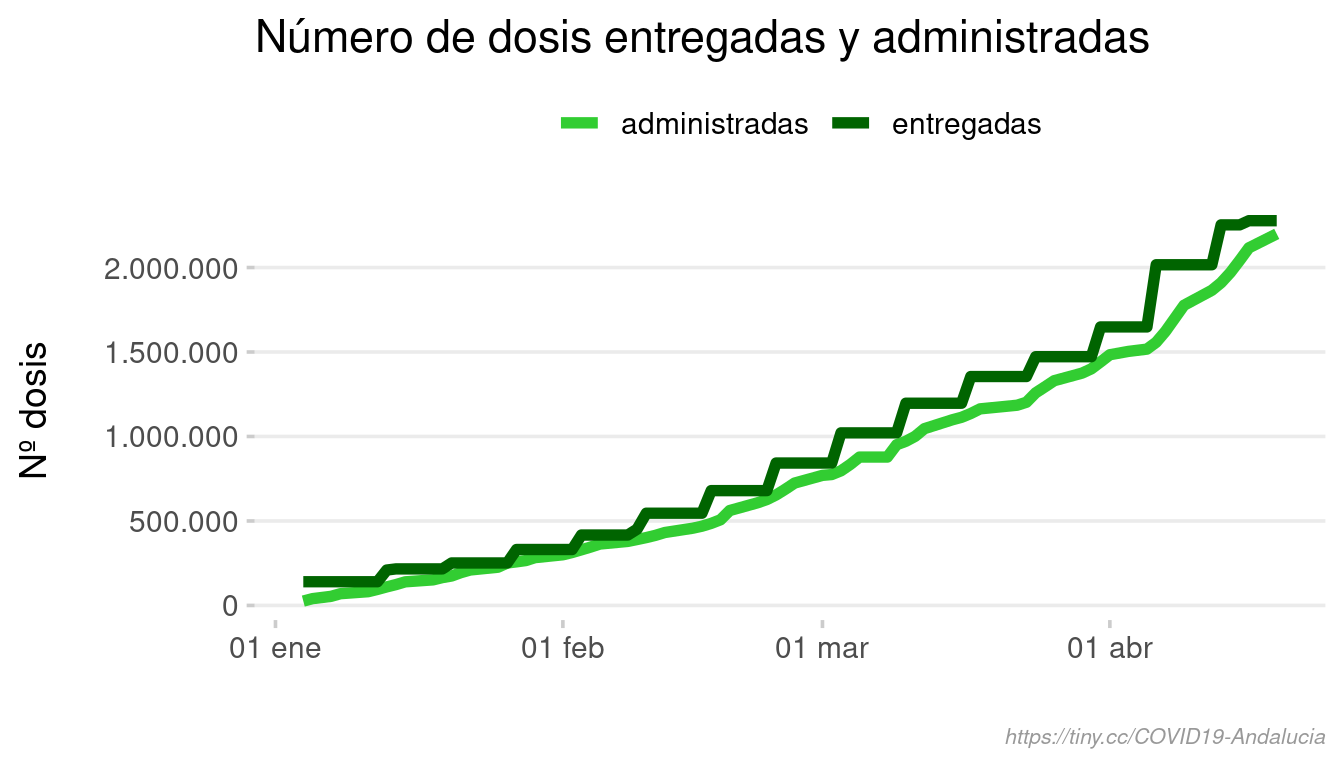 Número de dosis entregadas y administradas
administradas entregadas
Nº dosis
2.000.000
1.500.000
1.000.000
500.000
0
01 ene 01 feb 01 mar 01 abr
https://tiny.cc/COVID19-Andalucia